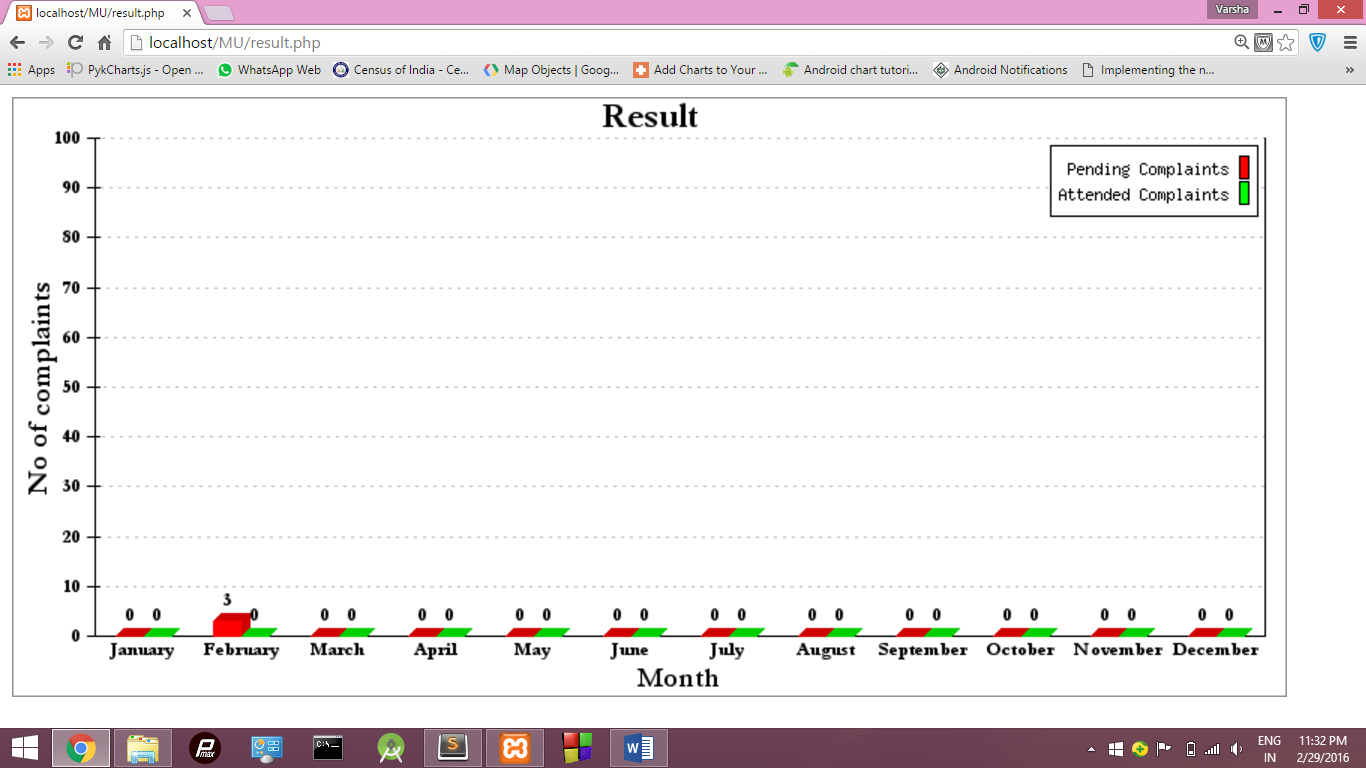 localhost/MU/result.php
Varsha
localhost/MU/result.php
Apps PykCharts.js - Open ... WhatsApp Web Census of India - Ce... Map Objects | Goog... Add Charts to Your ... Android chart tutori... Android Notifications Implementing the n... »
Result
100
90
80
70
60
50
40
30
20
10
0
No of complaints
Pending Complaints
Attended Complaints
0 0 3 0 0 0 0 0 0 0 0 0 0 0 0 0 0 0 0 0 0 0 0 0
January February March April May June July August September October November December
Month
P max
C:\
S
W
ENG 11:32 PM
IN 2/29/2016